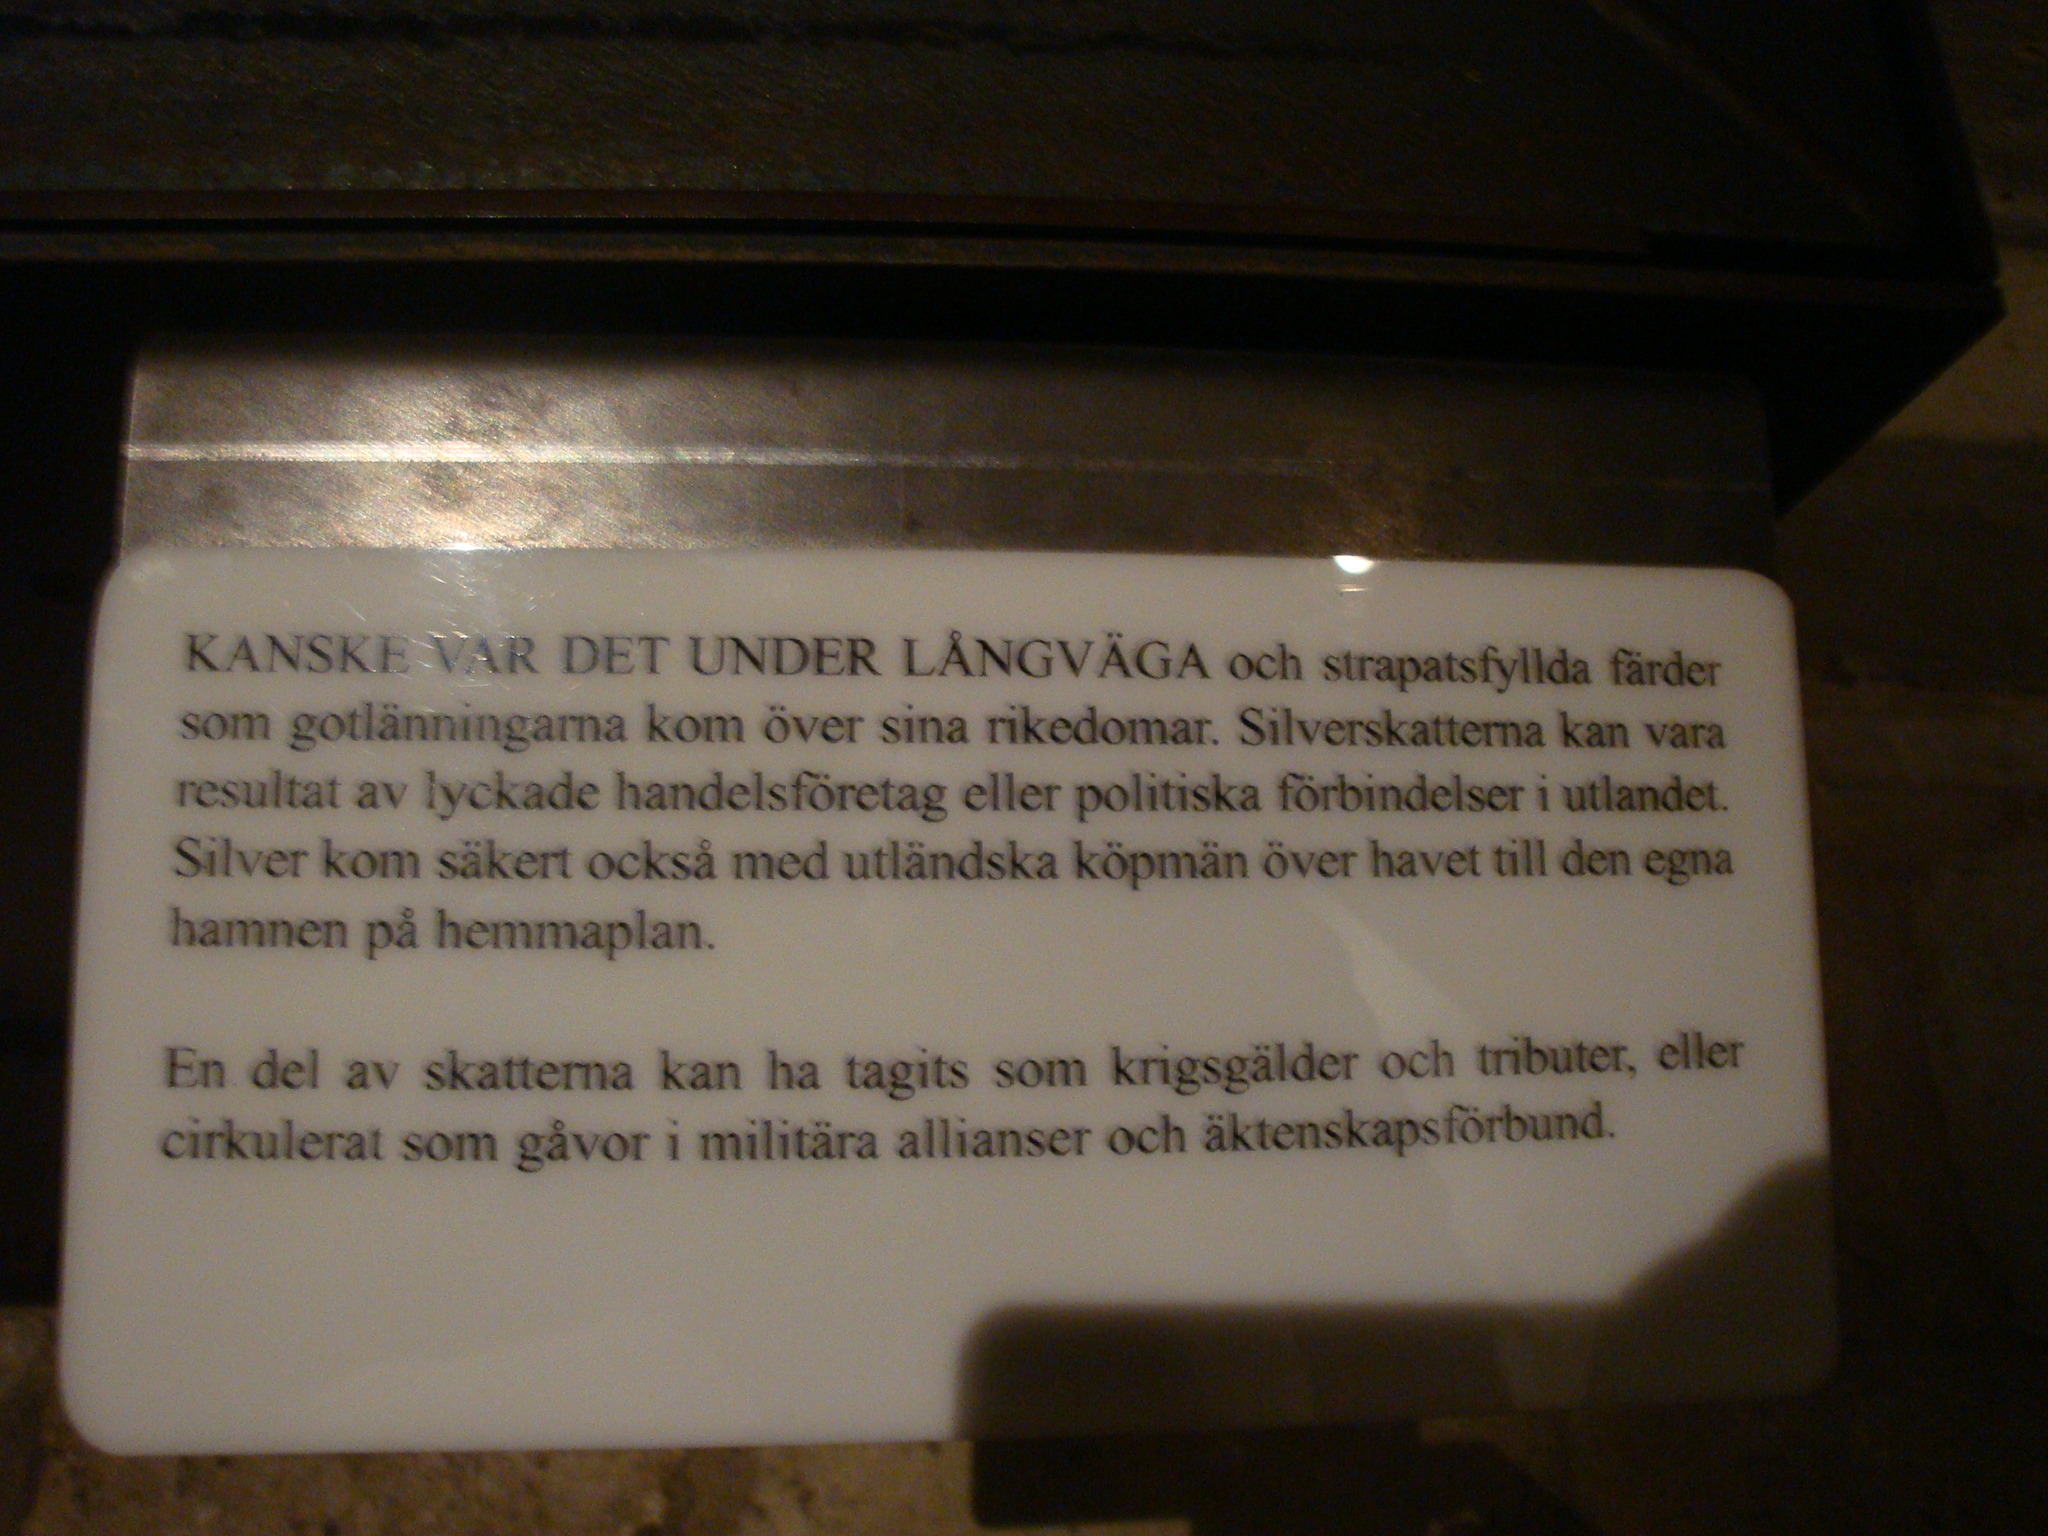 KANSKE VAR DET UNDER LÅNGVÄGA och strapatsfyllda färder
som gotlänningarna kom över sina rikedomar. Silverskatterna kan vara
resultat av lyckade handelsföretag eller politiska förbindelser i utlandet.
Silver kom säkert också med utländska köpmän över havet till den egna
hamnen på hemmaplan.
En del av skatterna kan ha tagits som krigsgälder och tributer, eller
cirkulerat som gåvor i militära allianser och äktenskapsförbund.